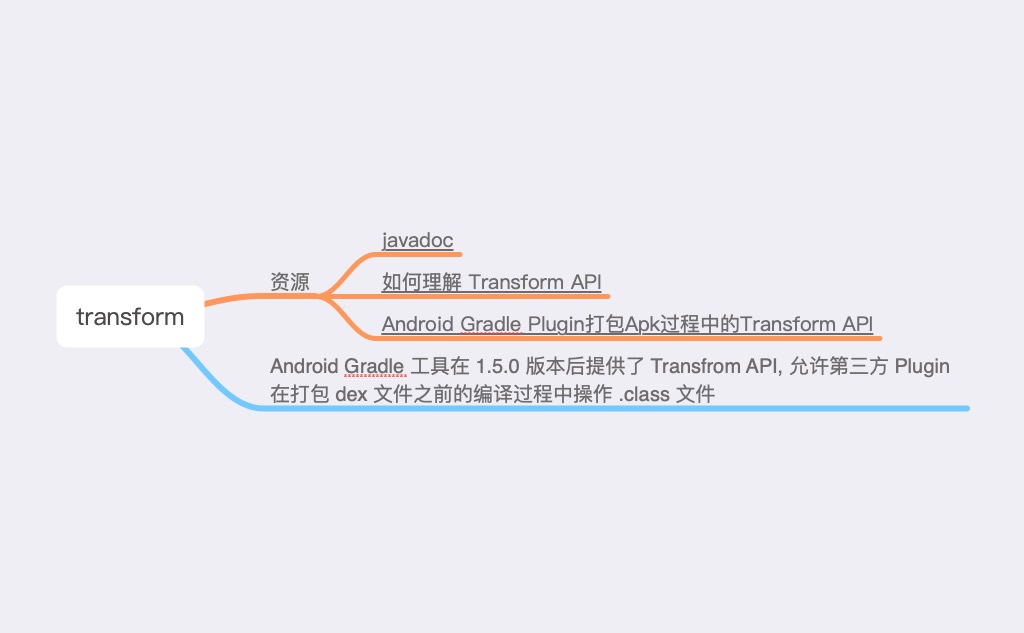 transform
资源
javadoc
如何理解 Transform API
Android Gradle Plugin打包Apk过程中的Transform API
Android Gradle 工具在 1.5.0 版本后提供了 Transfrom API, 允许第三方 Plugin
在打包 dex 文件之前的编译过程中操作 .class 文件